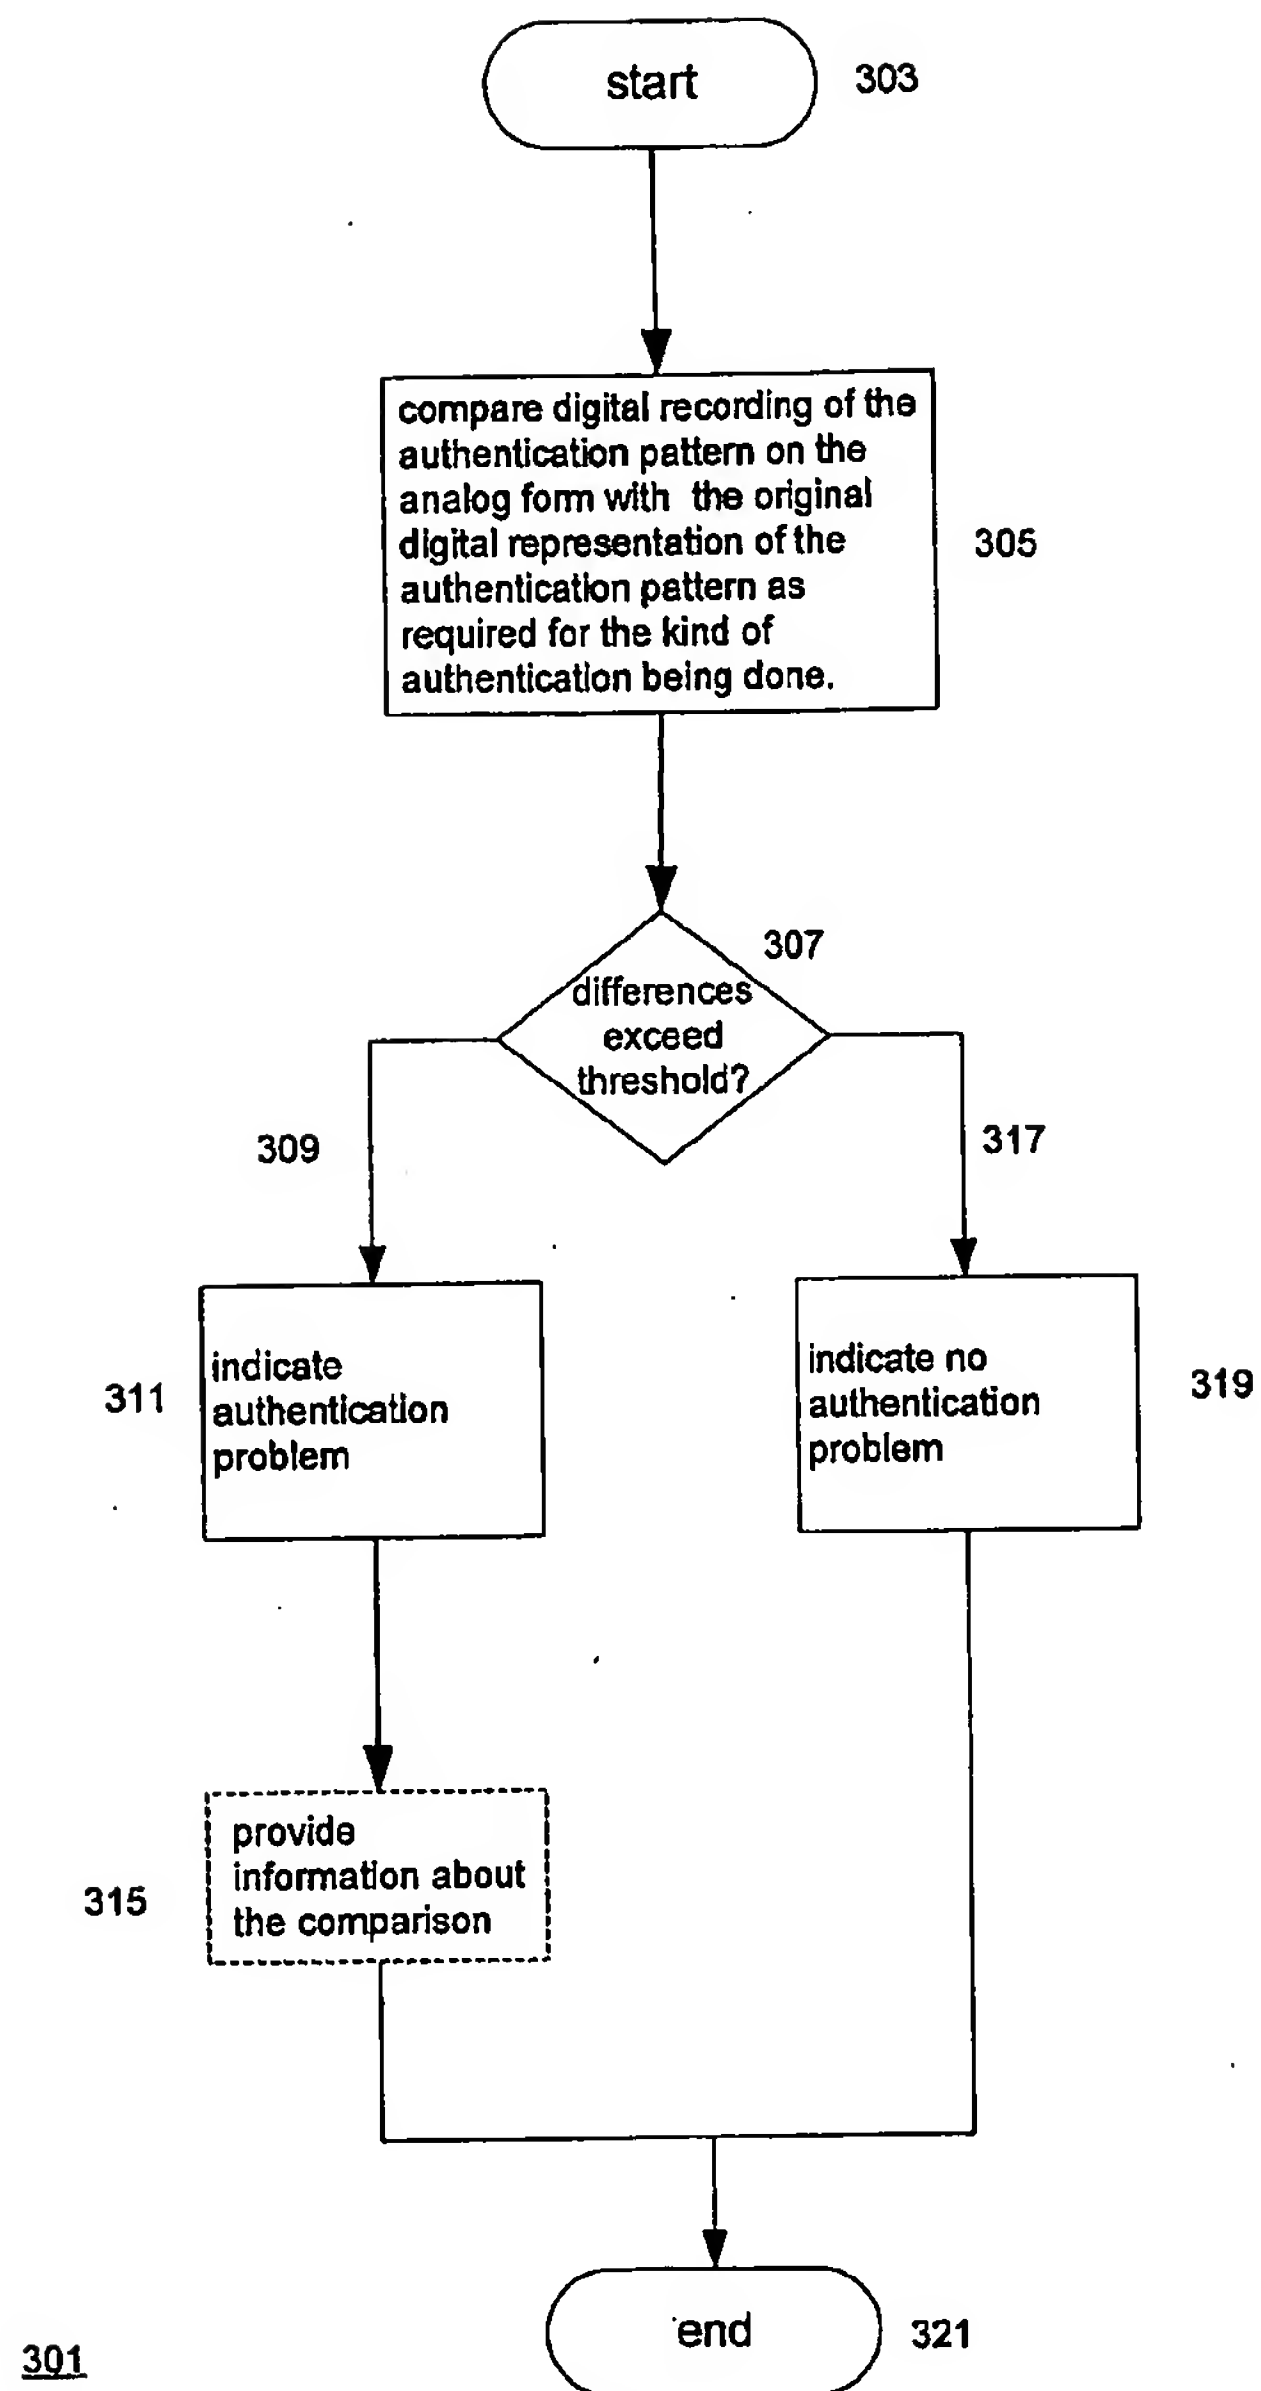 start
303
compare digital recording of the
authentication pattern on the
analog form with the original
digital representation of the
authentication pattern as
required for the kind of
authentication being done.
305
307
differences
exceed
threshold?
309
317
311
indicate
authentication
problem
indicate no
authentication
problem
319
315
provide
information about
the comparison
end
321
301